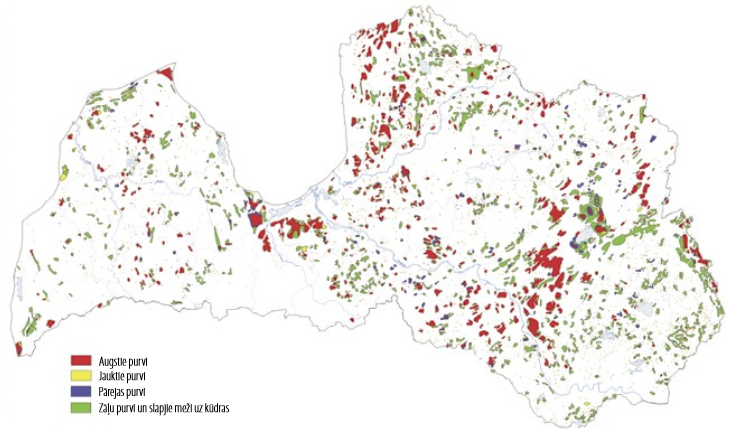 Augstie purvi
Jauktie purvi
Pārejas purvi
Zāļu purvi un slapjie meži uz kūdras